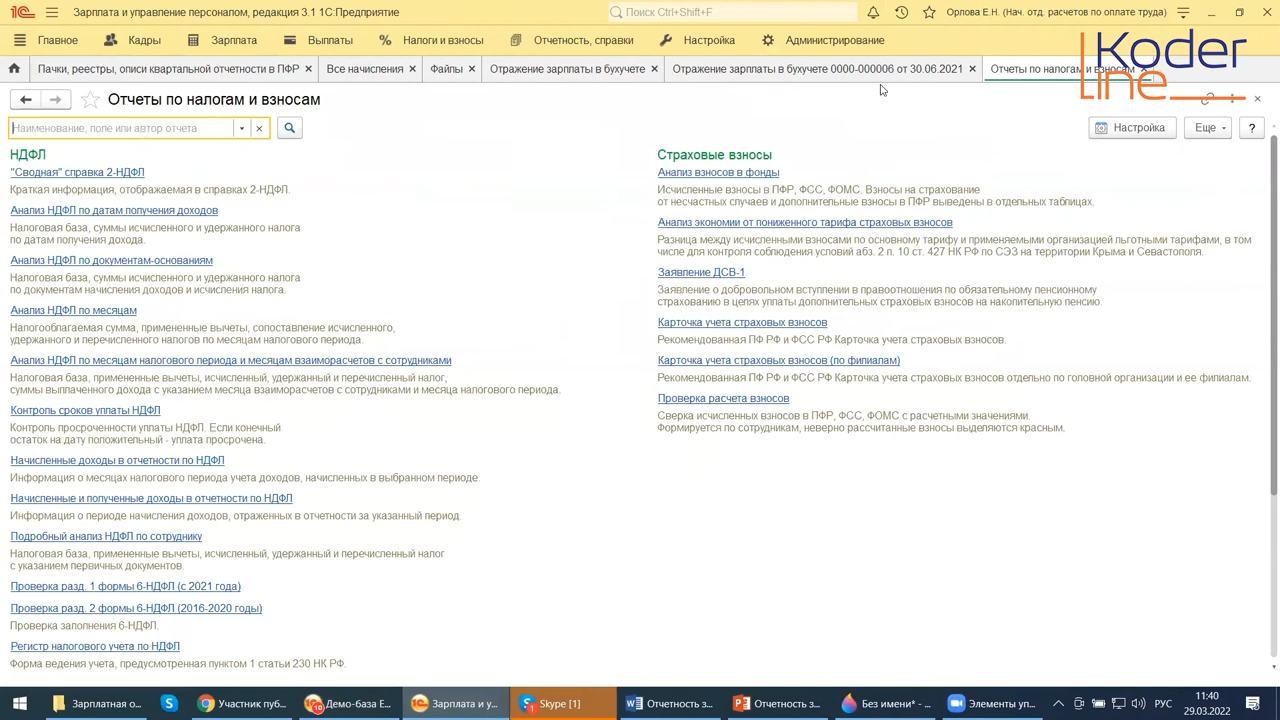 1С Зарплата и управление персоналом, редакция 3.1 1С:Предприятие
Поиск Ctrl+Shift+F
Орлова Е.Н. (Нач. отд. расчетов по оплате труда)
Главное
Кадры
Зарплата
Выплаты
% Налоги и взносы
Отчетность, справки
Настройка
Администрирование
Koder
Line
Пачки, реестры, описи квартальной отчетности в ПФР ×
Все начисле ×
Файлы ×
Отражение зарплаты в бухучете ×
Отражение зарплаты в бухучете 0000-000006 от 30.06.2021 ×
Отчеты по налогам и взносам
Отчеты по налогам и взносам
Наименование, поле или автор отчета
Настройка
Еще
?
НДФЛ
"Сводная" справка 2-НДФЛ
Краткая информация, отображаемая в справках 2-НДФЛ.
Анализ НДФЛ по датам получения доходов
Налоговая база, суммы исчисленного и удержанного налога
по датам получения дохода.
Анализ НДФЛ по документам-основаниям
Налоговая база, суммы исчисленного и удержанного налога
по документам начисления доходов и исчисления налога.
Анализ НДФЛ по месяцам
Налогооблагаемая сумма, примененные вычеты, сопоставление исчисленного,
удержанного и перечисленного налогов по месяцам налогового периода.
Анализ НДФЛ по месяцам налогового периода и месяцам взаиморасчетов с сотрудниками
Налоговая база, примененные вычеты, исчисленный, удержанный и перечисленный налог,
суммы выплаченного дохода с указанием месяца взаиморасчетов с сотрудниками и месяца налогового периода.
Контроль сроков уплаты НДФЛ
Контроль просроченности уплаты НДФЛ. Если конечный
остаток на дату положительный - уплата просрочена.
Начисленные доходы в отчетности по НДФЛ
Информация о месяцах налогового периода учета доходов, начисленных в выбранном периоде.
Начисленные и полученные доходы в отчетности по НДФЛ
Информация о периоде начисления доходов, отраженных в отчетности за указанный период.
Подробный анализ НДФЛ по сотруднику
Налоговая база, примененные вычеты, исчисленный, удержанный и перечисленный налог
с указанием первичных документов.
Проверка разд. 1 формы 6-НДФЛ (с 2021 года)
Проверка разд. 2 формы 6-НДФЛ (2016-2020 годы)
Проверка заполнения 6-НДФЛ.
Регистр налогового учета по НДФЛ
Форма ведения учета, предусмотренная пунктом 1 статьи 230 НК РФ.
Страховые взносы
Анализ взносов в фонды
Исчисленные взносы в ПФР, ФСС, ФОМС. Взносы на страхование
от несчастных случаев и дополнительные взносы в ПФР выведены в отдельных таблицах.
Анализ экономии от пониженного тарифа страховых взносов
Разница между исчисленными взносами по основному тарифу и применяемыми организацией льготными тарифами, в том
числе для контроля соблюдения условий абз. 2 п. 10 ст. 427 НК РФ по СЭЗ на территории Крыма и Севастополя.
Заявление ДСВ-1
Заявление о добровольном вступлении в правоотношения по обязательному пенсионному
страхованию в целях уплаты дополнительных страховых взносов на накопительную пенсию.
Карточка учета страховых взносов
Рекомендованная ПФ РФ и ФСС РФ Карточка учета страховых взносов.
Карточка учета страховых взносов (по филиалам)
Рекомендованная ПФ РФ и ФСС РФ Карточка учета страховых взносов отдельно по головной организации и ее филиалам.
Проверка расчета взносов
Сверка исчисленных взносов в ПФР, ФСС, ФОМС с расчетными значениями.
Формируется по сотрудникам, неверно рассчитанные взносы выделяются красным.
Зарплатная о...
Участник пуб...
Демо-база E...
Зарплата и у...
Skype [1]
Отчетность з...
Отчетность з...
Без имени* - ...
Элементы уп...
РУС
11:40
29.03.2022